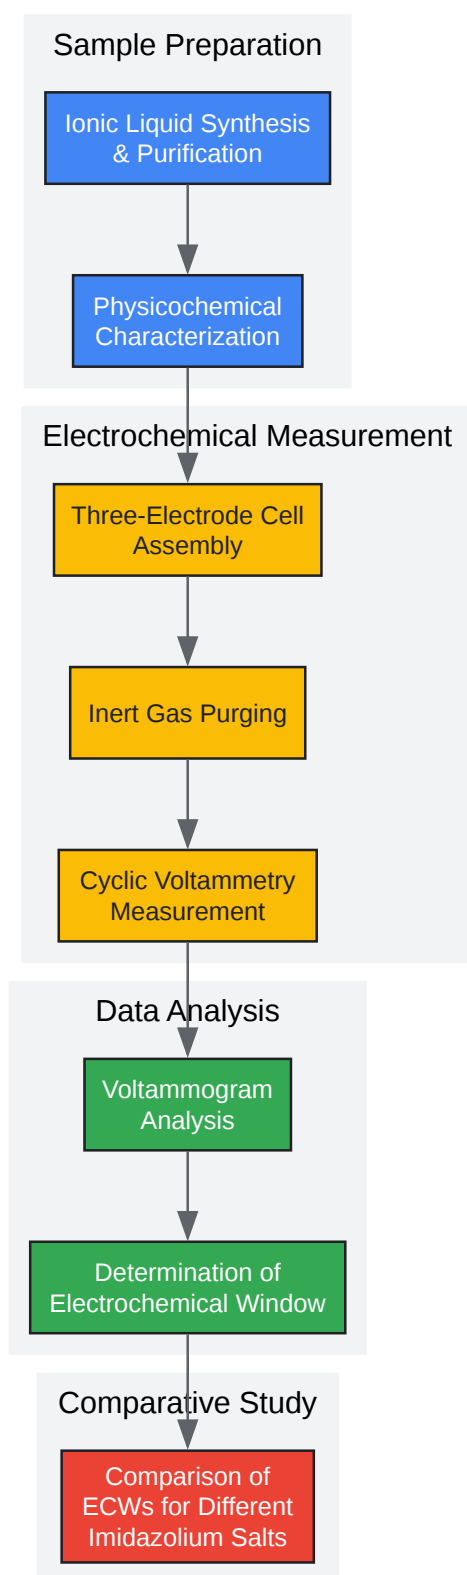 Sample Preparation
Ionic Liquid Synthesis
& Purification
Physicochemical
Characterization
Electrochemical Measurement
Three-Electrode Cell
Assembly
Inert Gas Purging
Cyclic Voltammetry
Measurement
Data Analysis
Voltammogram
Analysis
Determination of
Electrochemical Window
Comparative Study
Comparison of
ECWs for Different
Imidazolium Salts